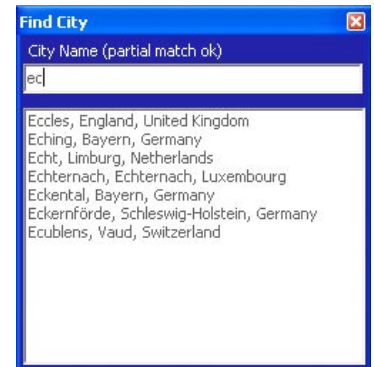 Find City
City Name (partial match ok)
ec
Eccles, England, United Kingdom
Eching, Bayern, Germany
Echt, Limburg, Netherlands
Echternach, Echternach, Luxembourg
Eckental, Bayern, Germany
Eckernförde, Schleswig-Holstein, Germany
Ecublens, Vaud, Switzerland